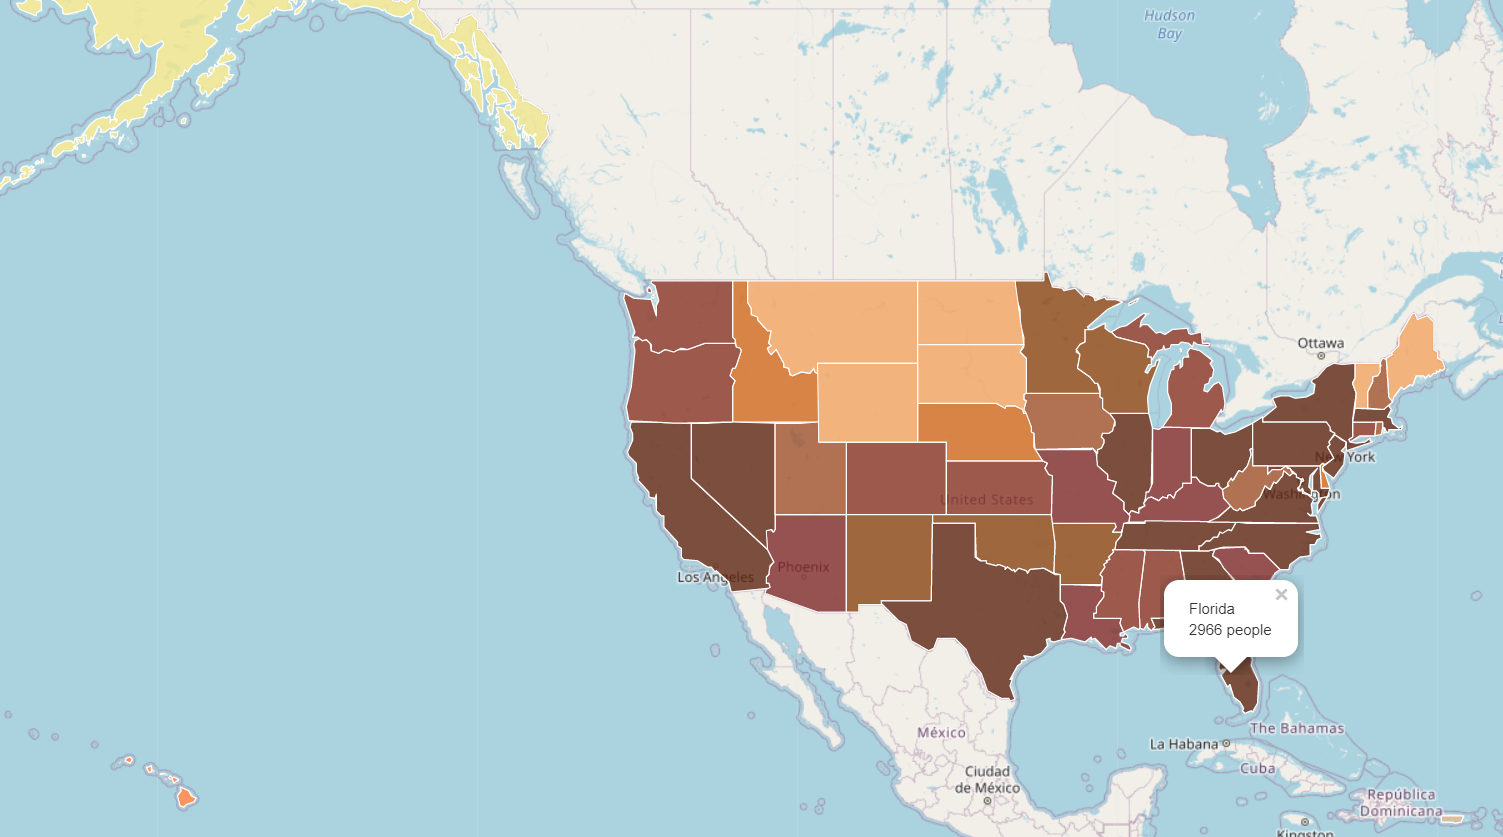 Hudson
Bay
Ottawa
New York
United States
Washington
Los Angeles
Phoenix
Florida
2966 people
×
México
The Bahamas
La Habana
Cuba
Ciudad
de México
República
Dominicana
Kingston